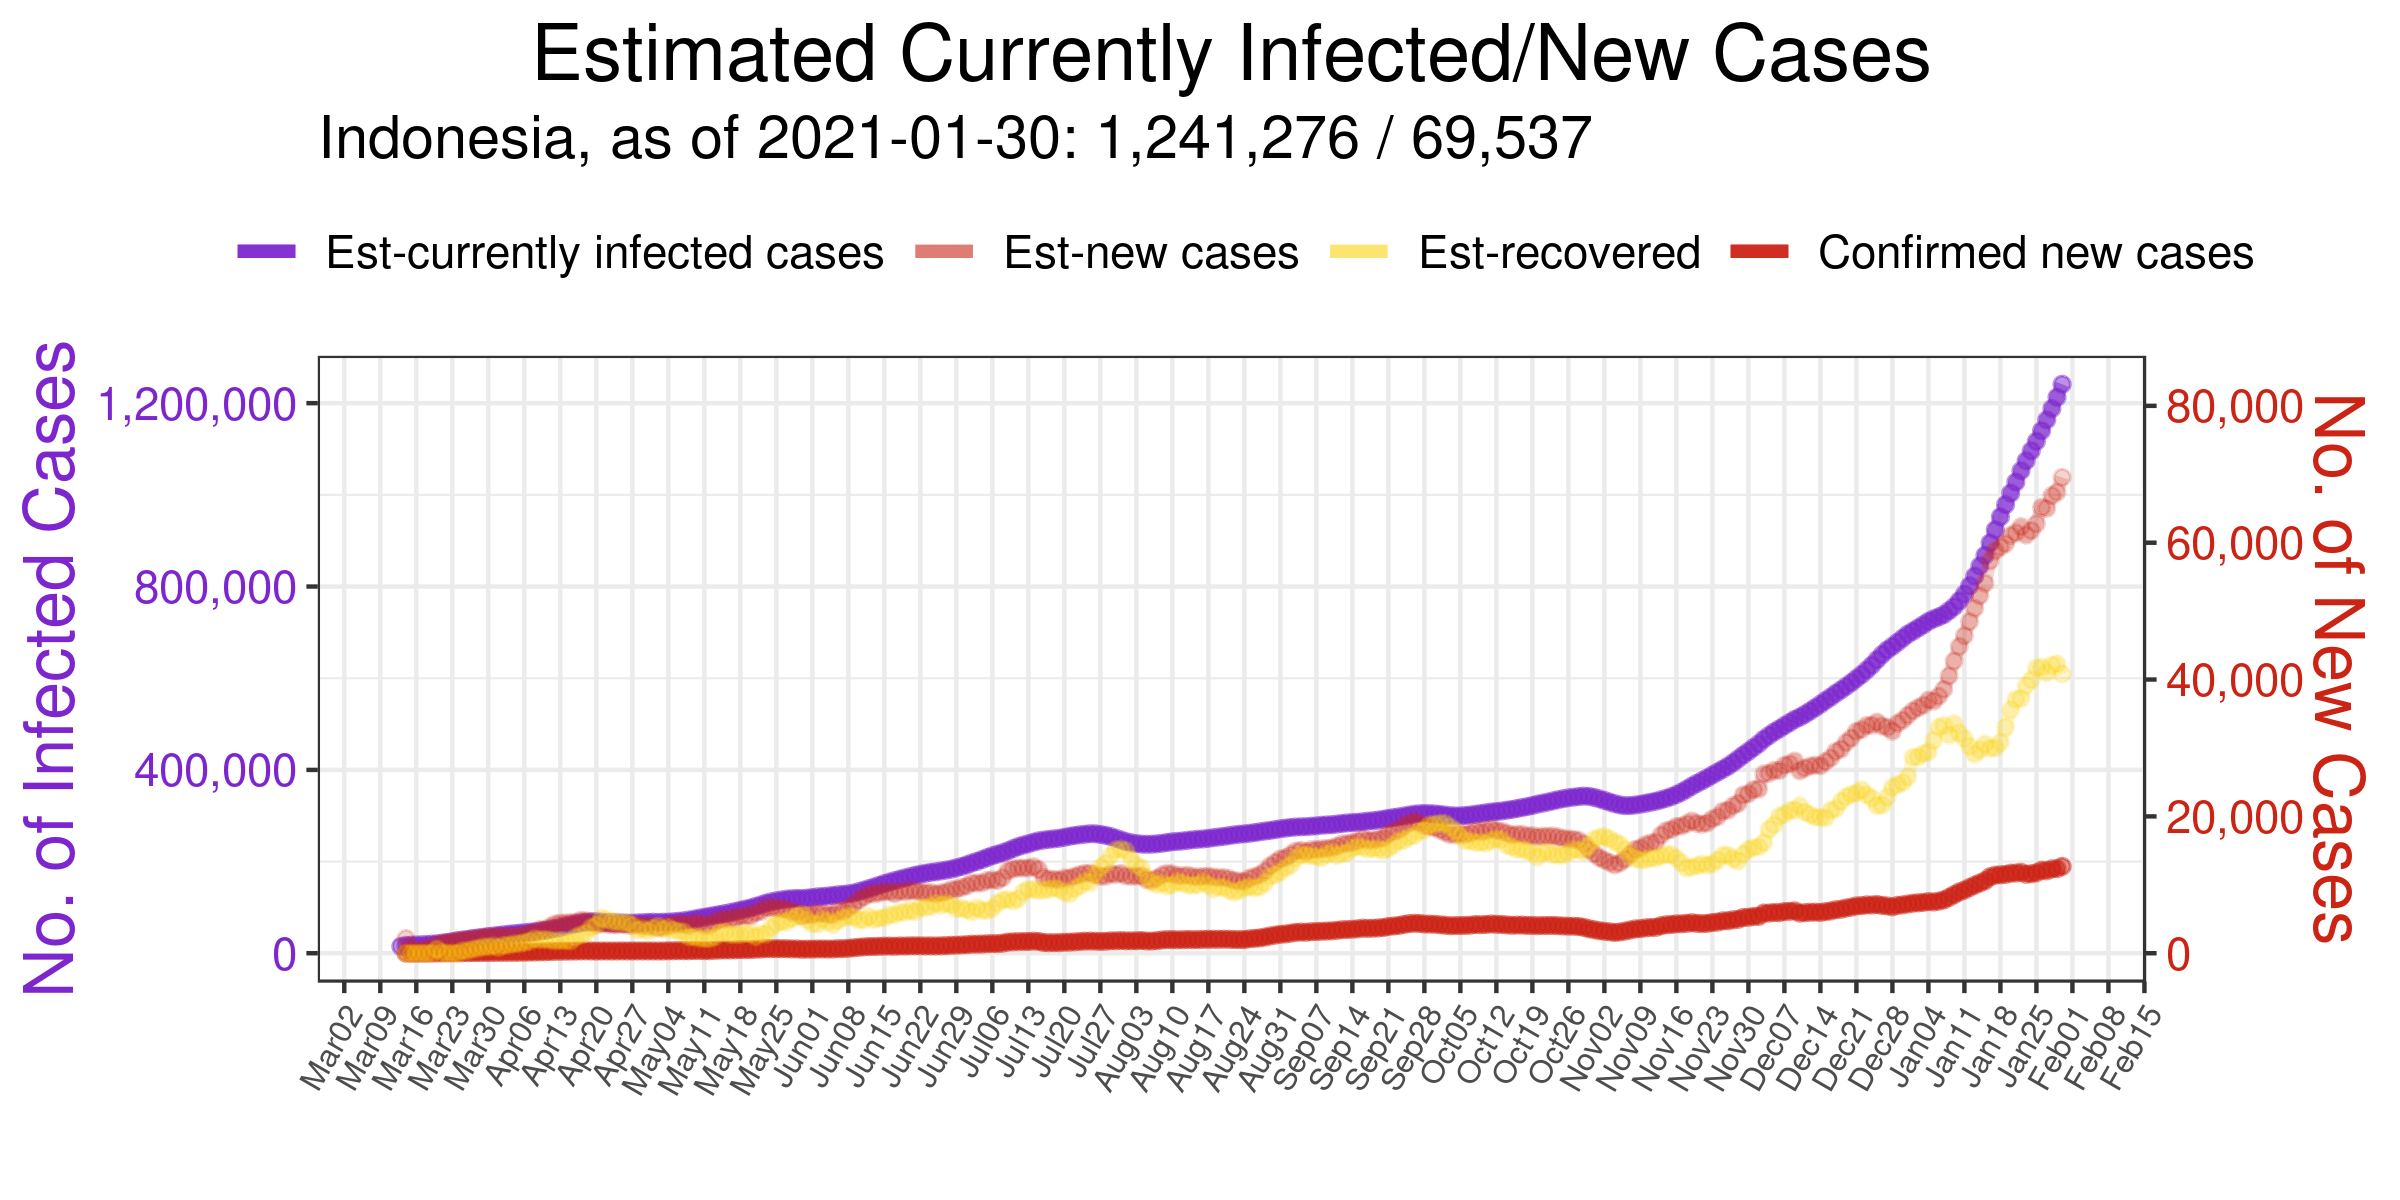 Estimated Currently Infected/New Cases
Indonesia, as of 2021-01-30: 1,241,276 / 69,537
Est-currently infected cases Est-new cases Est-recovered Confirmed new cases
No. of Infected Cases
1,200,000
800,000
400,000
0
80,000
60,000
40,000
20,000
0
No. of New Cases
Mar02 Mar09 Mar16 Mar23 Mar30 Apr06 Apr13 Apr20 Apr27 May04 May11 May18 May25 Jun01 Jun08 Jun15 Jun22 Jun29 Jul06 Jul13 Jul20 Jul27 Aug03 Aug10 Aug17 Aug24 Aug31 Sep07 Sep14 Sep21 Sep28 Oct05 Oct12 Oct19 Oct26 Nov02 Nov09 Nov16 Nov23 Nov30 Dec07 Dec14 Dec21 Dec28 Jan04 Jan11 Jan18 Jan25 Feb01 Feb08 Feb15